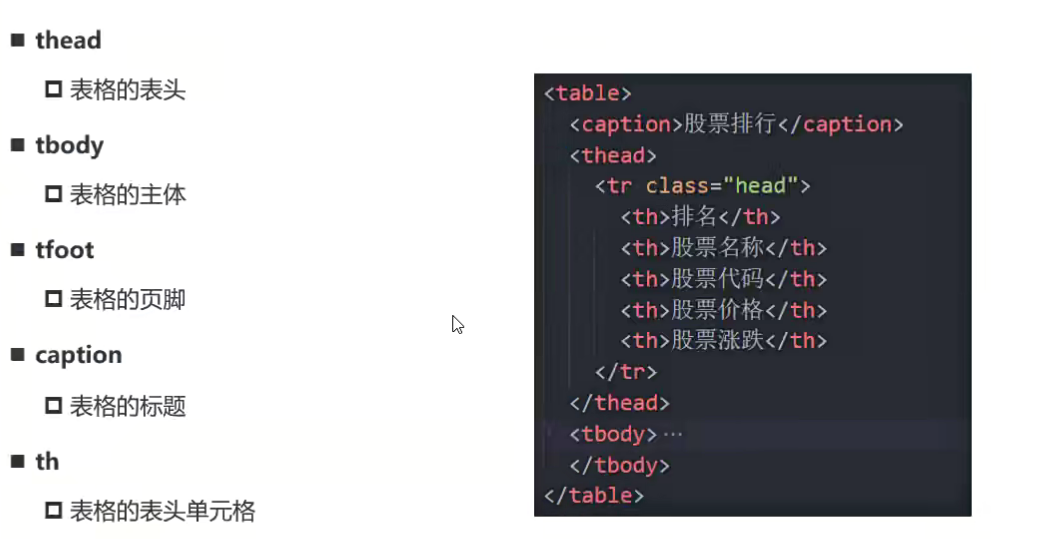 thead
表格的表头
tbody
表格的主体
tfoot
表格的页脚
caption
表格的标题
th
表格的表头单元格
<table>
<caption>股票排行</caption>
<thead>
<tr class="head">
<th>排名</th>
<th>股票名称</th>
<th>股票代码</th>
<th>股票价格</th>
<th>股票涨跌</th>
</tr>
</thead>
<tbody>…
</tbody>
</table>